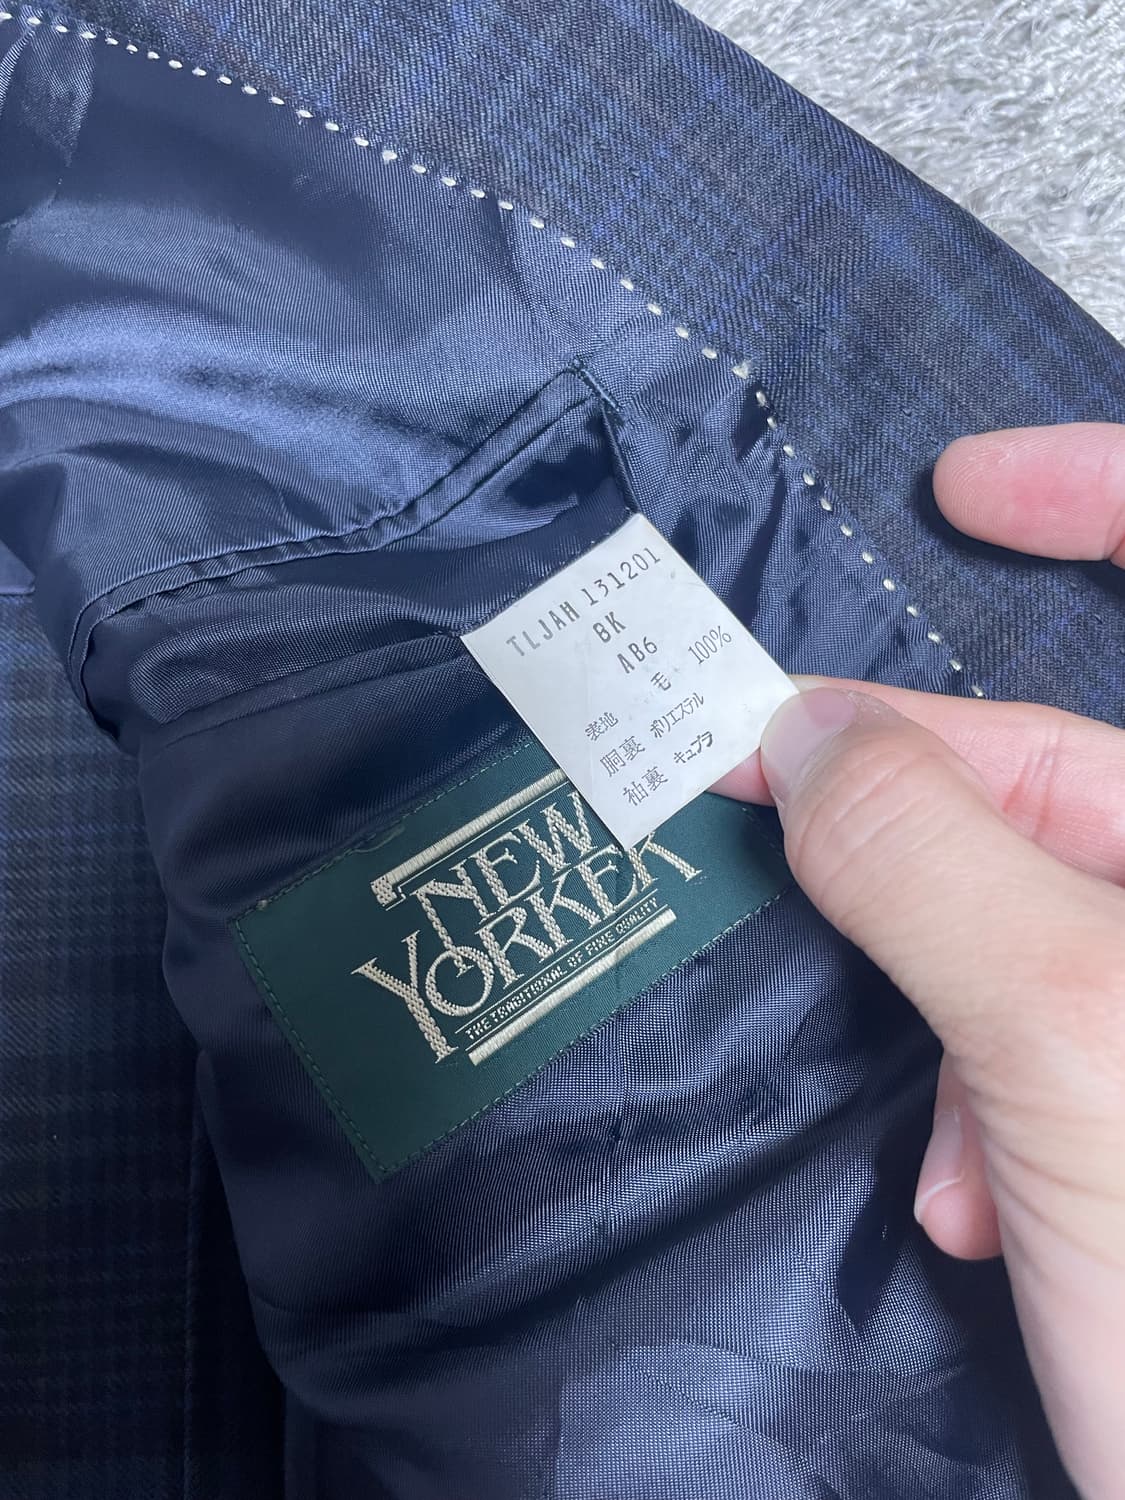 TLJAH 131201
BK
AB6
表地 毛 100%
胴裏 ポリエステル
袖裏 キュプラ
NEW
YORKER
THE TRADITIONAL OF FINE QUALITY